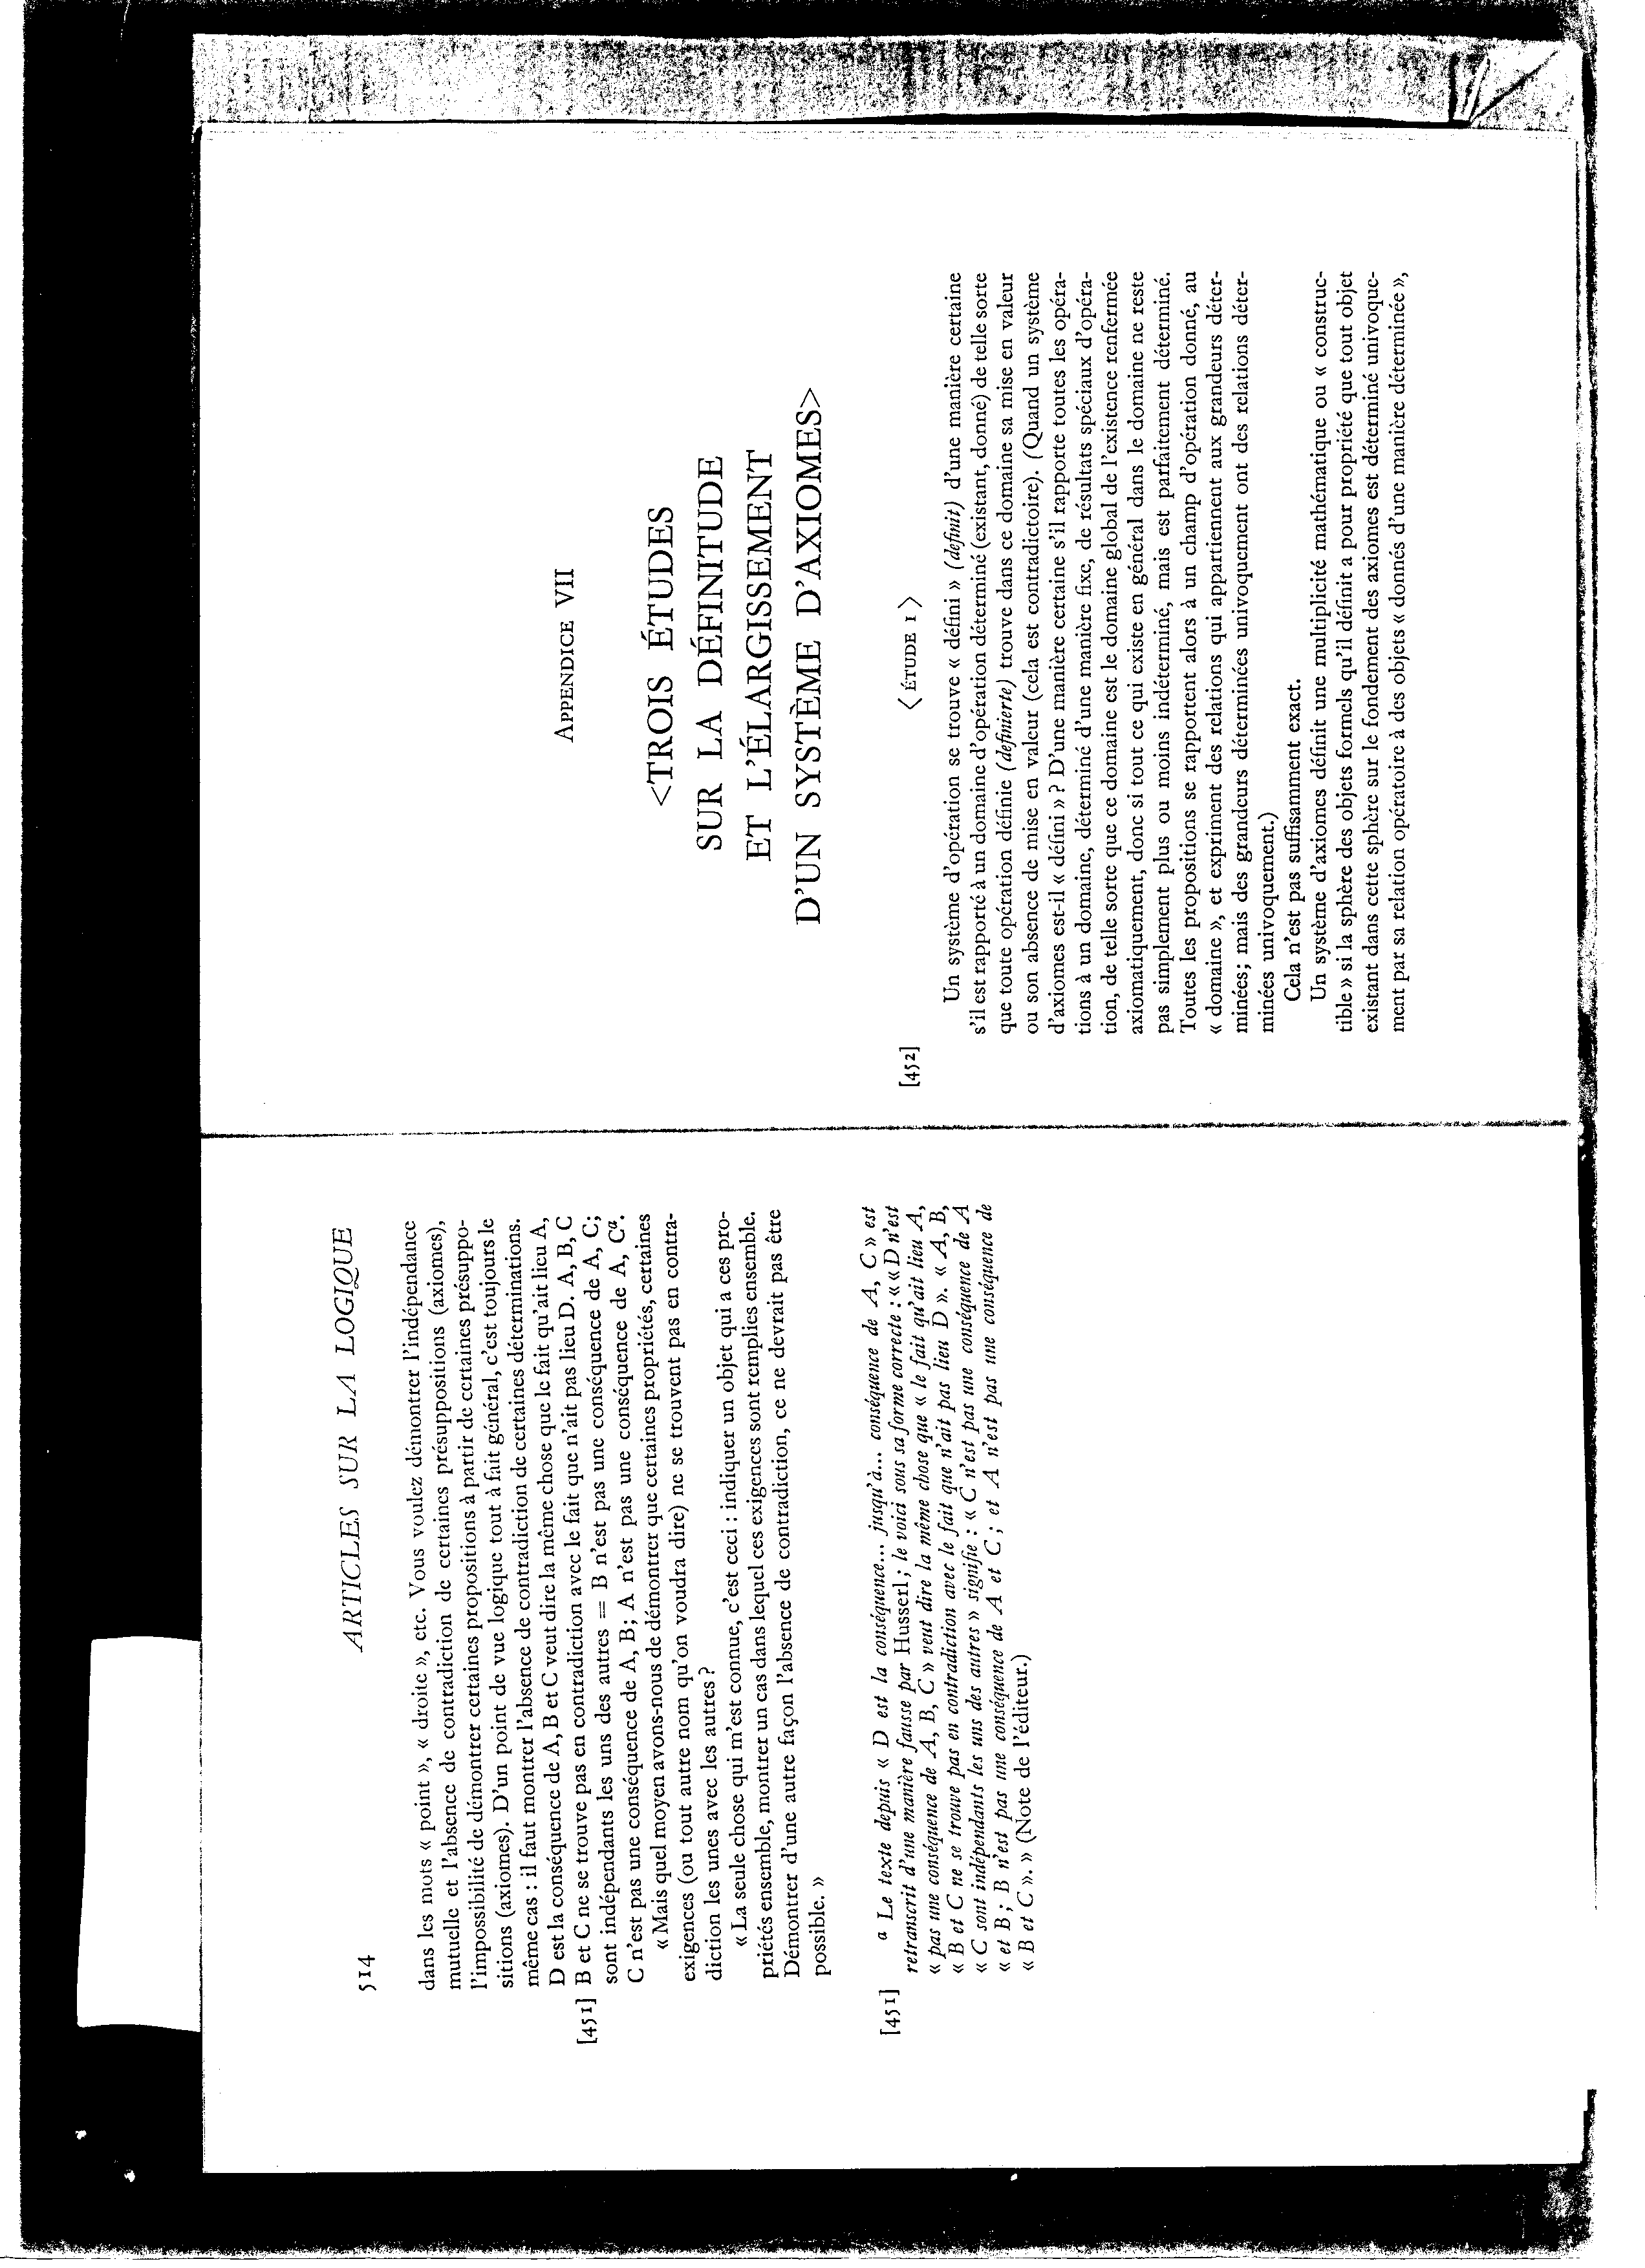 514
ARTICLES SUR LA LOGIQUE
dans les mots « point », « droite », etc. Vous voulez démontrer l'indépendance
mutuelle et l'absence de contradiction de certaines présuppositions (axiomes),
l'impossibilité de démontrer certaines propositions à partir de certaines présuppo-
sitions (axiomes). D'un point de vue logique tout à fait général, c'est toujours le
même cas : il faut montrer l'absence de contradiction de certaines déterminations.
D est la conséquence de A, B et C veut dire la même chose que le fait qu'ait lieu A,
[451] B et C ne se trouve pas en contradiction avec le fait que n'ait pas lieu D. A, B, C
sont indépendants les uns des autres = B n'est pas une conséquence de A, C;
C n'est pas une conséquence de A, B; A n'est pas une conséquence de A, Cᵃ.
« Mais quel moyen avons-nous de démontrer que certaines propriétés, certaines
exigences (ou tout autre nom qu'on voudra dire) ne se trouvent pas en contra-
diction les unes avec les autres ?
« La seule chose qui m'est connue, c'est ceci : indiquer un objet qui a ces pro-
priétés ensemble, montrer un cas dans lequel ces exigences sont remplies ensemble.
Démontrer d'une autre façon l'absence de contradiction, ce ne devrait pas être
possible. »
[451] a Le texte depuis « D est la conséquence... jusqu'à... conséquence de A, C » est
retranscrit d'une manière fausse par Husserl ; le voici sous sa forme correcte : « « D n'est
« pas une conséquence de A, B, C » veut dire la même chose que « le fait qu'ait lieu A,
« B et C ne se trouve pas en contradiction avec le fait que n'ait pas lieu D ». « A, B,
« C sont indépendants les uns des autres » signifie : « C n'est pas une conséquence de A
« et B ; B n'est pas une conséquence de A et C ; et A n'est pas une conséquence de
« B et C ». » (Note de l'éditeur.)
APPENDICE VII
<TROIS ÉTUDES
SUR LA DÉFINITUDE
ET L'ÉLARGISSEMENT
D'UN SYSTÈME D'AXIOMES>
[452]
〈ÉTUDE I〉
Un système d'opération se trouve « défini » (definit) d'une manière certaine
s'il est rapporté à un domaine d'opération déterminé (existant, donné) de telle sorte
que toute opération définie (definierte) trouve dans ce domaine sa mise en valeur
ou son absence de mise en valeur (cela est contradictoire). (Quand un système
d'axiomes est-il « défini » ? D'une manière certaine s'il rapporte toutes les opéra-
tions à un domaine, déterminé d'une manière fixe, de résultats spéciaux d'opéra-
tion, de telle sorte que ce domaine est le domaine global de l'existence renfermée
axiomatiquement, donc si tout ce qui existe en général dans le domaine ne reste
pas simplement plus ou moins indéterminé, mais est parfaitement déterminé.
Toutes les propositions se rapportent alors à un champ d'opération donné, au
« domaine », et expriment des relations qui appartiennent aux grandeurs déter-
minées; mais des grandeurs déterminées univoquement ont des relations déter-
minées univoquement.)
Cela n'est pas suffisamment exact.
Un système d'axiomes définit une multiplicité mathématique ou « construc-
tible » si la sphère des objets formels qu'il définit a pour propriété que tout objet
existant dans cette sphère sur le fondement des axiomes est déterminé univoque-
ment par sa relation opératoire à des objets « donnés d'une manière déterminée »,